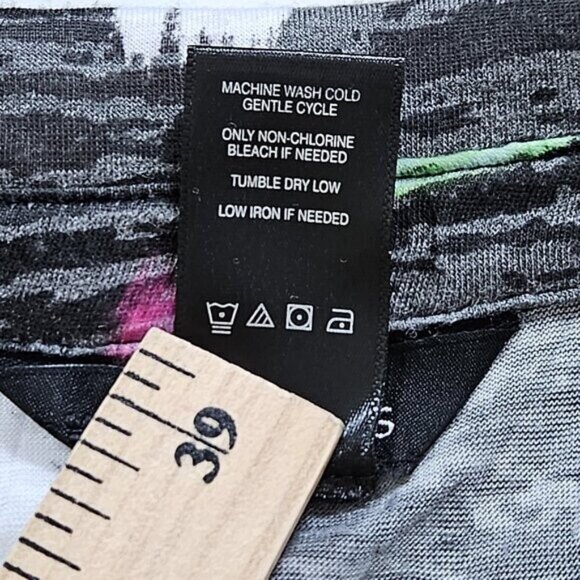 MACHINE WASH COLD
GENTLE CYCLE
ONLY NON-CHLORINE
BLEACH IF NEEDED
TUMBLE DRY LOW
LOW IRON IF NEEDED
S
39